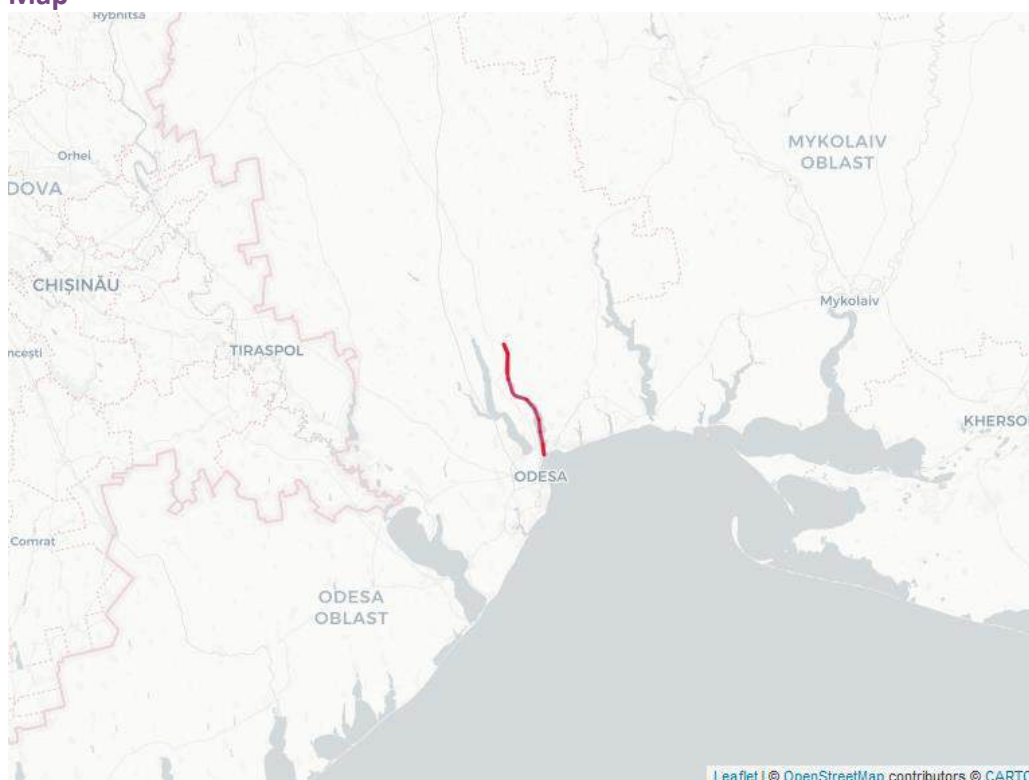 Map
Rybnitsa
Orhei
MYKOLAIV
OBLAST
DOVA
CHIȘINĂU
Mykolaiv
TIRASPOL
ncești
KHERSO
ODESA
Comrat
ODESA
OBLAST
Leaflet | © OpenStreetMap contributors © CARTO